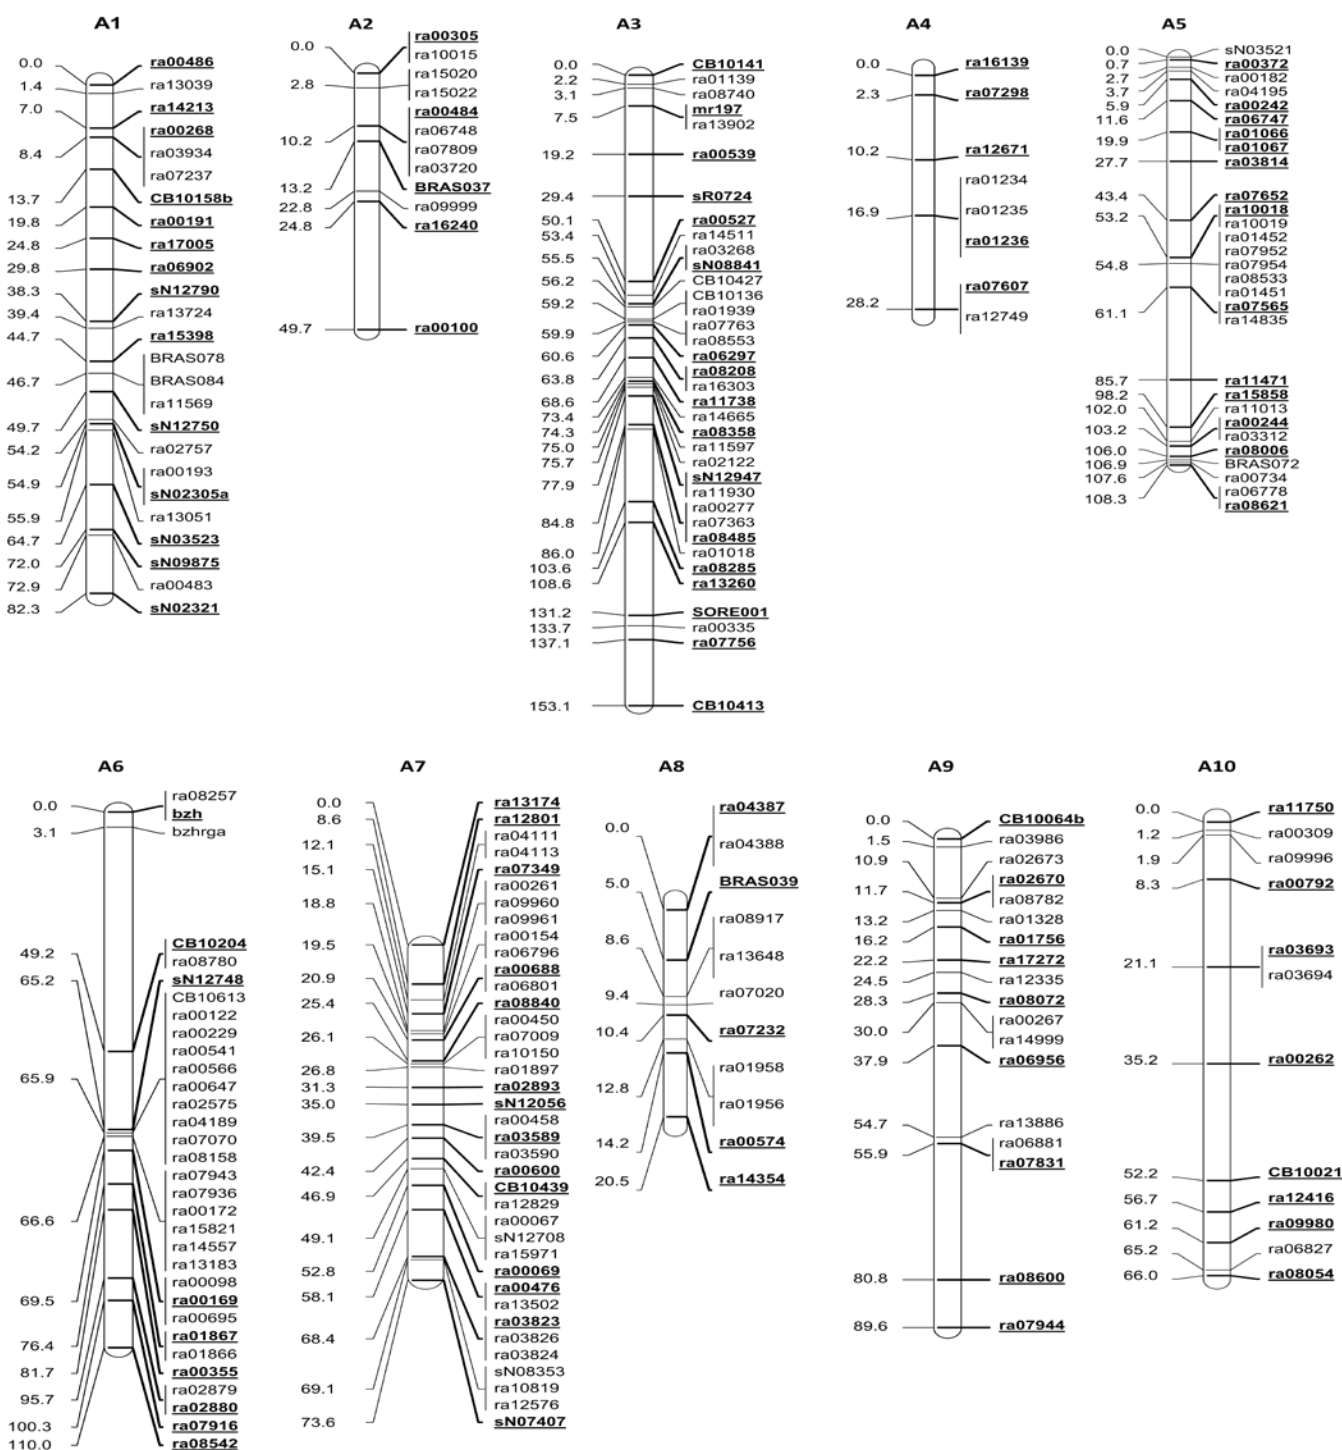 A1
0.0 ra00486
1.4 ra13039
7.0 ra14213
ra00268
8.4 ra03934
ra07237
13.7 CB10158b
19.8 ra00191
24.8 ra17005
29.8 ra06902
38.3 sN12790
39.4 ra13724
44.7 ra15398
BRAS078
46.7 BRAS084
ra11569
49.7 sN12750
54.2 ra02757
ra00193
54.9 sN02305a
55.9 ra13051
64.7 sN03523
72.0 sN09875
72.9 ra00483
82.3 sN02321
A2
0.0 ra00305
ra10015
2.8 ra15020
ra15022
ra00484
ra06748
10.2 ra07809
ra03720
13.2 BRAS037
22.8 ra09999
24.8 ra16240
49.7 ra00100
A3
0.0 CB10141
2.2 ra01139
3.1 ra08740
7.5 mr197
ra13902
19.2 ra00539
29.4 sR0724
50.1 ra00527
53.4 ra14511
55.5 ra03268
sN08841
56.2 CB10427
59.2 CB10136
ra01939
59.9 ra07763
ra08553
60.6 ra06297
63.8 ra08208
ra16303
68.6 ra11738
73.4 ra14665
74.3 ra08358
75.0 ra11597
75.7 ra02122
77.9 sN12947
ra11930
ra00277
84.8 ra07363
ra08485
86.0 ra01018
103.6 ra08285
108.6 ra13260
131.2 SORE001
133.7 ra00335
137.1 ra07756
153.1 CB10413
A4
0.0 ra16139
2.3 ra07298
10.2 ra12671
ra01234
16.9 ra01235
ra01236
ra07607
28.2 ra12749
A5
0.0 sN03521
0.7 ra00372
2.7 ra00182
3.7 ra04195
5.9 ra00242
11.6 ra06747
19.9 ra01066
ra01067
27.7 ra03814
43.4 ra07652
53.2 ra10018
ra10019
ra01452
ra07952
54.8 ra07954
ra08533
ra01451
61.1 ra07565
ra14835
85.7 ra11471
98.2 ra15858
102.0 ra11013
103.2 ra00244
ra03312
106.0 ra08006
106.9 BRAS072
107.6 ra00734
108.3 ra06778
ra08621
A6
ra08257
0.0 bzh
3.1 bzhrga
49.2 CB10204
ra08780
65.2 sN12748
CB10613
ra00122
ra00229
ra00541
ra00566
65.9 ra00647
ra02575
ra04189
ra07070
ra08158
ra07943
ra07936
ra00172
66.6 ra15821
ra14557
ra13183
ra00098
69.5 ra00169
ra00695
76.4 ra01867
ra01866
81.7 ra00355
95.7 ra02879
ra02880
100.3 ra07916
110.0 ra08542
A7
0.0 ra13174
8.6 ra12801
12.1 ra04111
ra04113
15.1 ra07349
ra00261
18.8 ra09960
ra09961
19.5 ra00154
ra06796
20.9 ra00688
ra06801
25.4 ra08840
ra00450
26.1 ra07009
ra10150
26.8 ra01897
31.3 ra02893
35.0 sN12056
ra00458
39.5 ra03589
ra03590
42.4 ra00600
46.9 CB10439
ra12829
ra00067
49.1 sN12708
ra15971
52.8 ra00069
58.1 ra00476
ra13502
ra03823
68.4 ra03826
ra03824
sN08353
69.1 ra10819
ra12576
73.6 sN07407
A8
ra04387
0.0 ra04388
5.0 BRAS039
ra08917
8.6 ra13648
9.4 ra07020
10.4 ra07232
ra01958
12.8 ra01956
14.2 ra00574
20.5 ra14354
A9
0.0 CB10064b
1.5 ra03986
10.9 ra02673
11.7 ra02670
ra08782
13.2 ra01328
16.2 ra01756
22.2 ra17272
24.5 ra12335
28.3 ra08072
30.0 ra00267
ra14999
37.9 ra06956
54.7 ra13886
55.9 ra06881
ra07831
80.8 ra08600
89.6 ra07944
A10
0.0 ra11750
1.2 ra00309
1.9 ra09996
8.3 ra00792
21.1 ra03693
ra03694
35.2 ra00262
52.2 CB10021
56.7 ra12416
61.2 ra09980
65.2 ra06827
66.0 ra08054